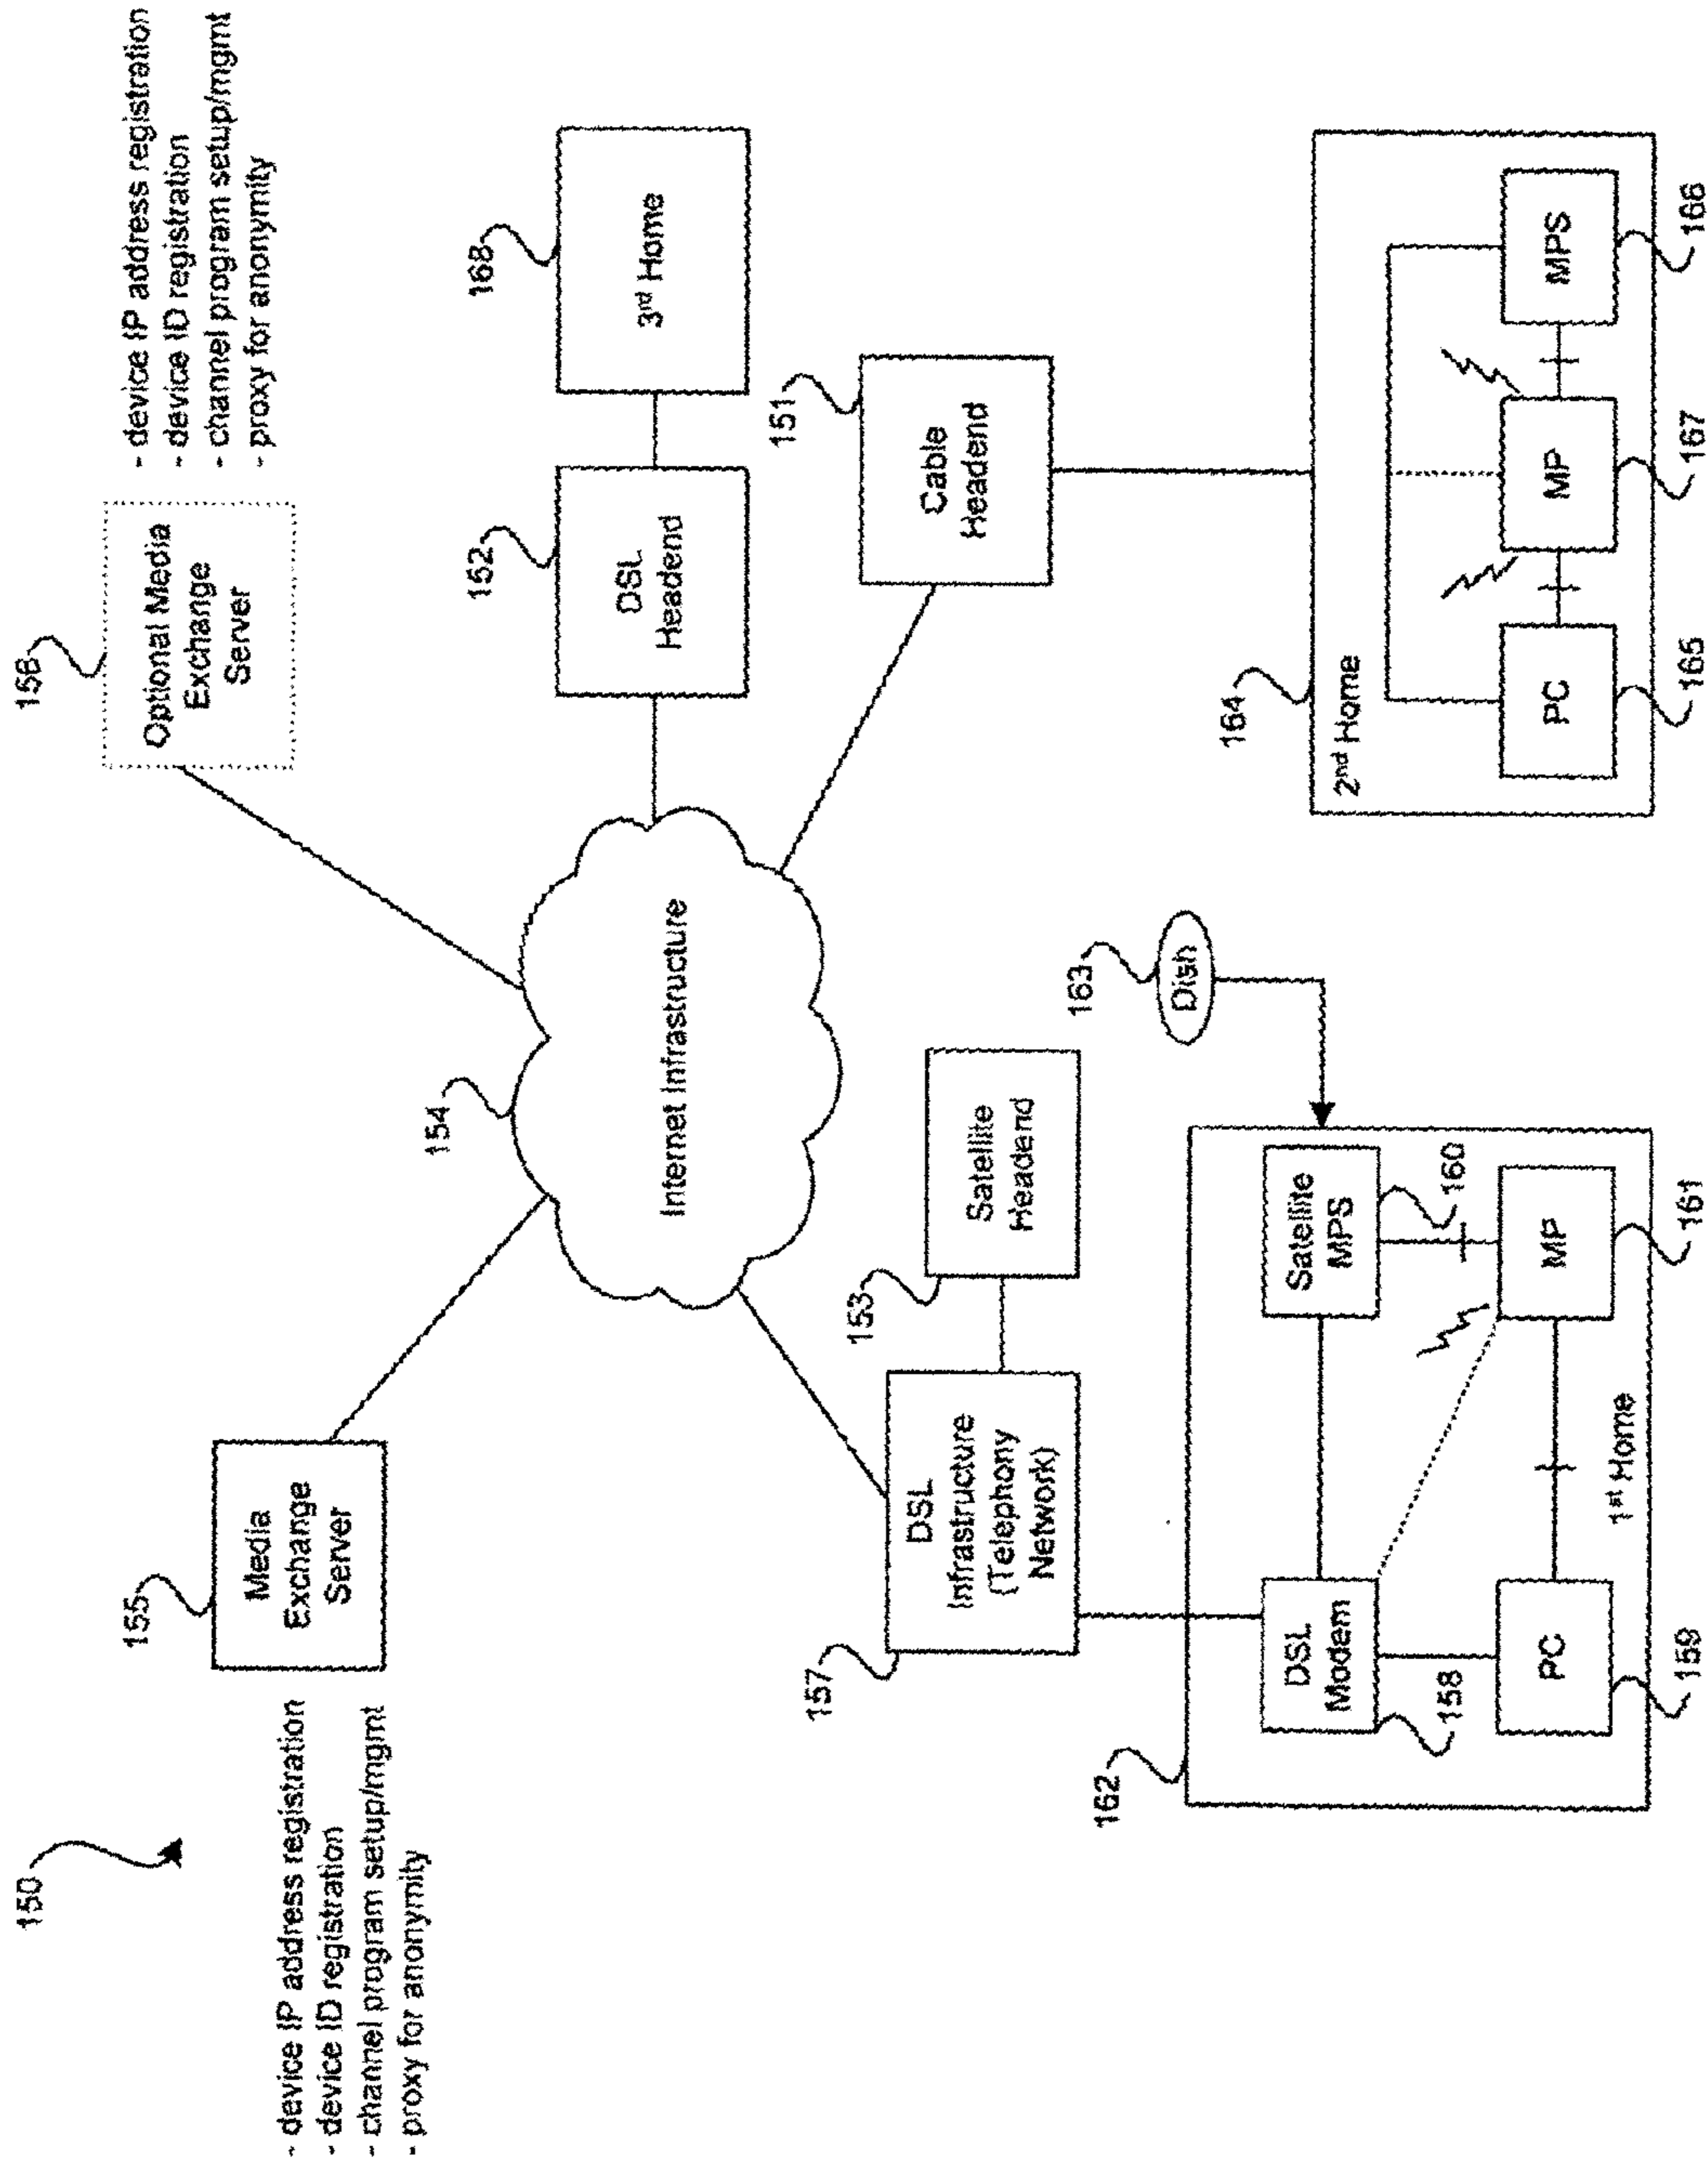 150
155
Media
Exchange
Server
- device IP address registration
- device ID registration
- channel program setup/mgmt
- proxy for anonymity
156
Optional Media
Exchange
Server
- device IP address registration
- device ID registration
- channel program setup/mgmt
- proxy for anonymity
154
Internet Infrastructure
152
DSL
Headend
168
3rd Home
151
Cable
Headend
157
DSL
Infrastructure
(Telephony
Network)
153
Satellite
Headend
163
Dish
162
DSL
Modem
158
Satellite
MPS
160
PC
159
MP
161
1st Home
164
2nd Home
PC
165
MP
167
MPS
166